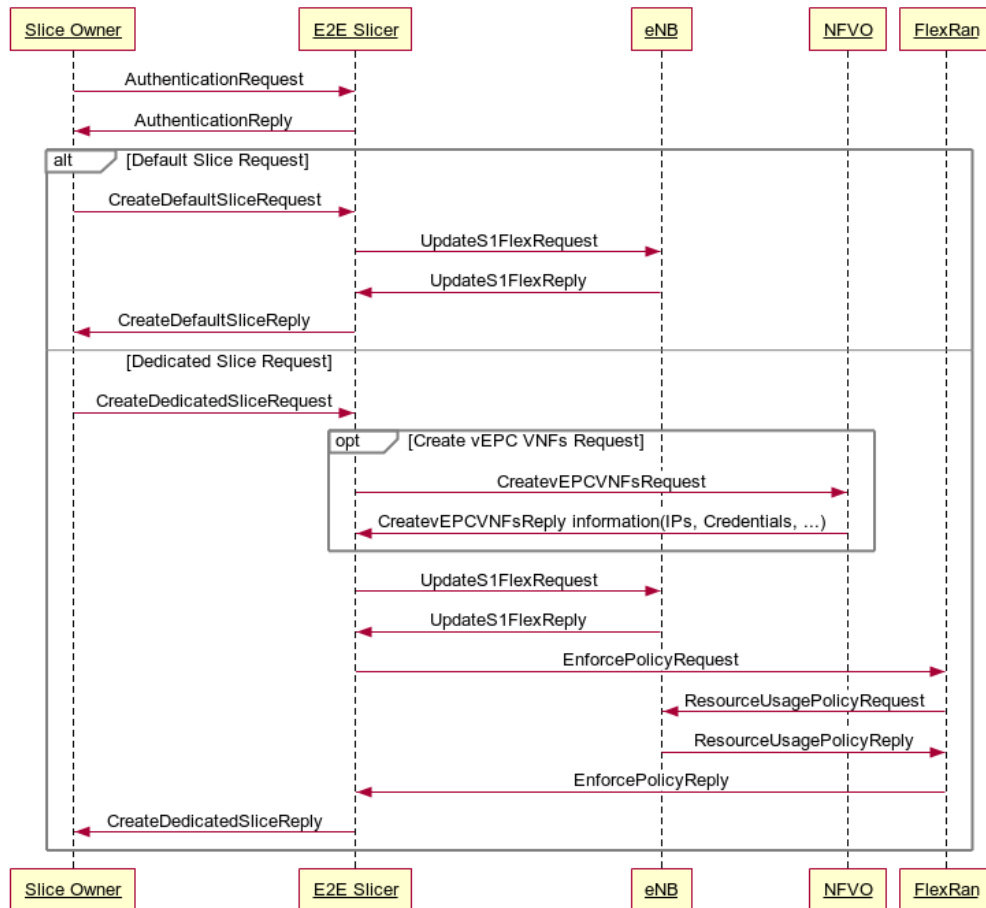 Slice Owner
E2E Slicer
eNB
NFVO
FlexRan
AuthenticationRequest
AuthenticationReply
alt
[Default Slice Request]
CreateDefaultSliceRequest
UpdateS1FlexRequest
UpdateS1FlexReply
CreateDefaultSliceReply
[Dedicated Slice Request]
CreateDedicatedSliceRequest
opt
[Create vEPC VNFs Request]
CreatevEPCVNFsRequest
CreatevEPCVNFsReply information(IPs, Credentials, ...)
UpdateS1FlexRequest
UpdateS1FlexReply
EnforcePolicyRequest
ResourceUsagePolicyRequest
ResourceUsagePolicyReply
EnforcePolicyReply
CreateDedicatedSliceReply
Slice Owner
E2E Slicer
eNB
NFVO
FlexRan